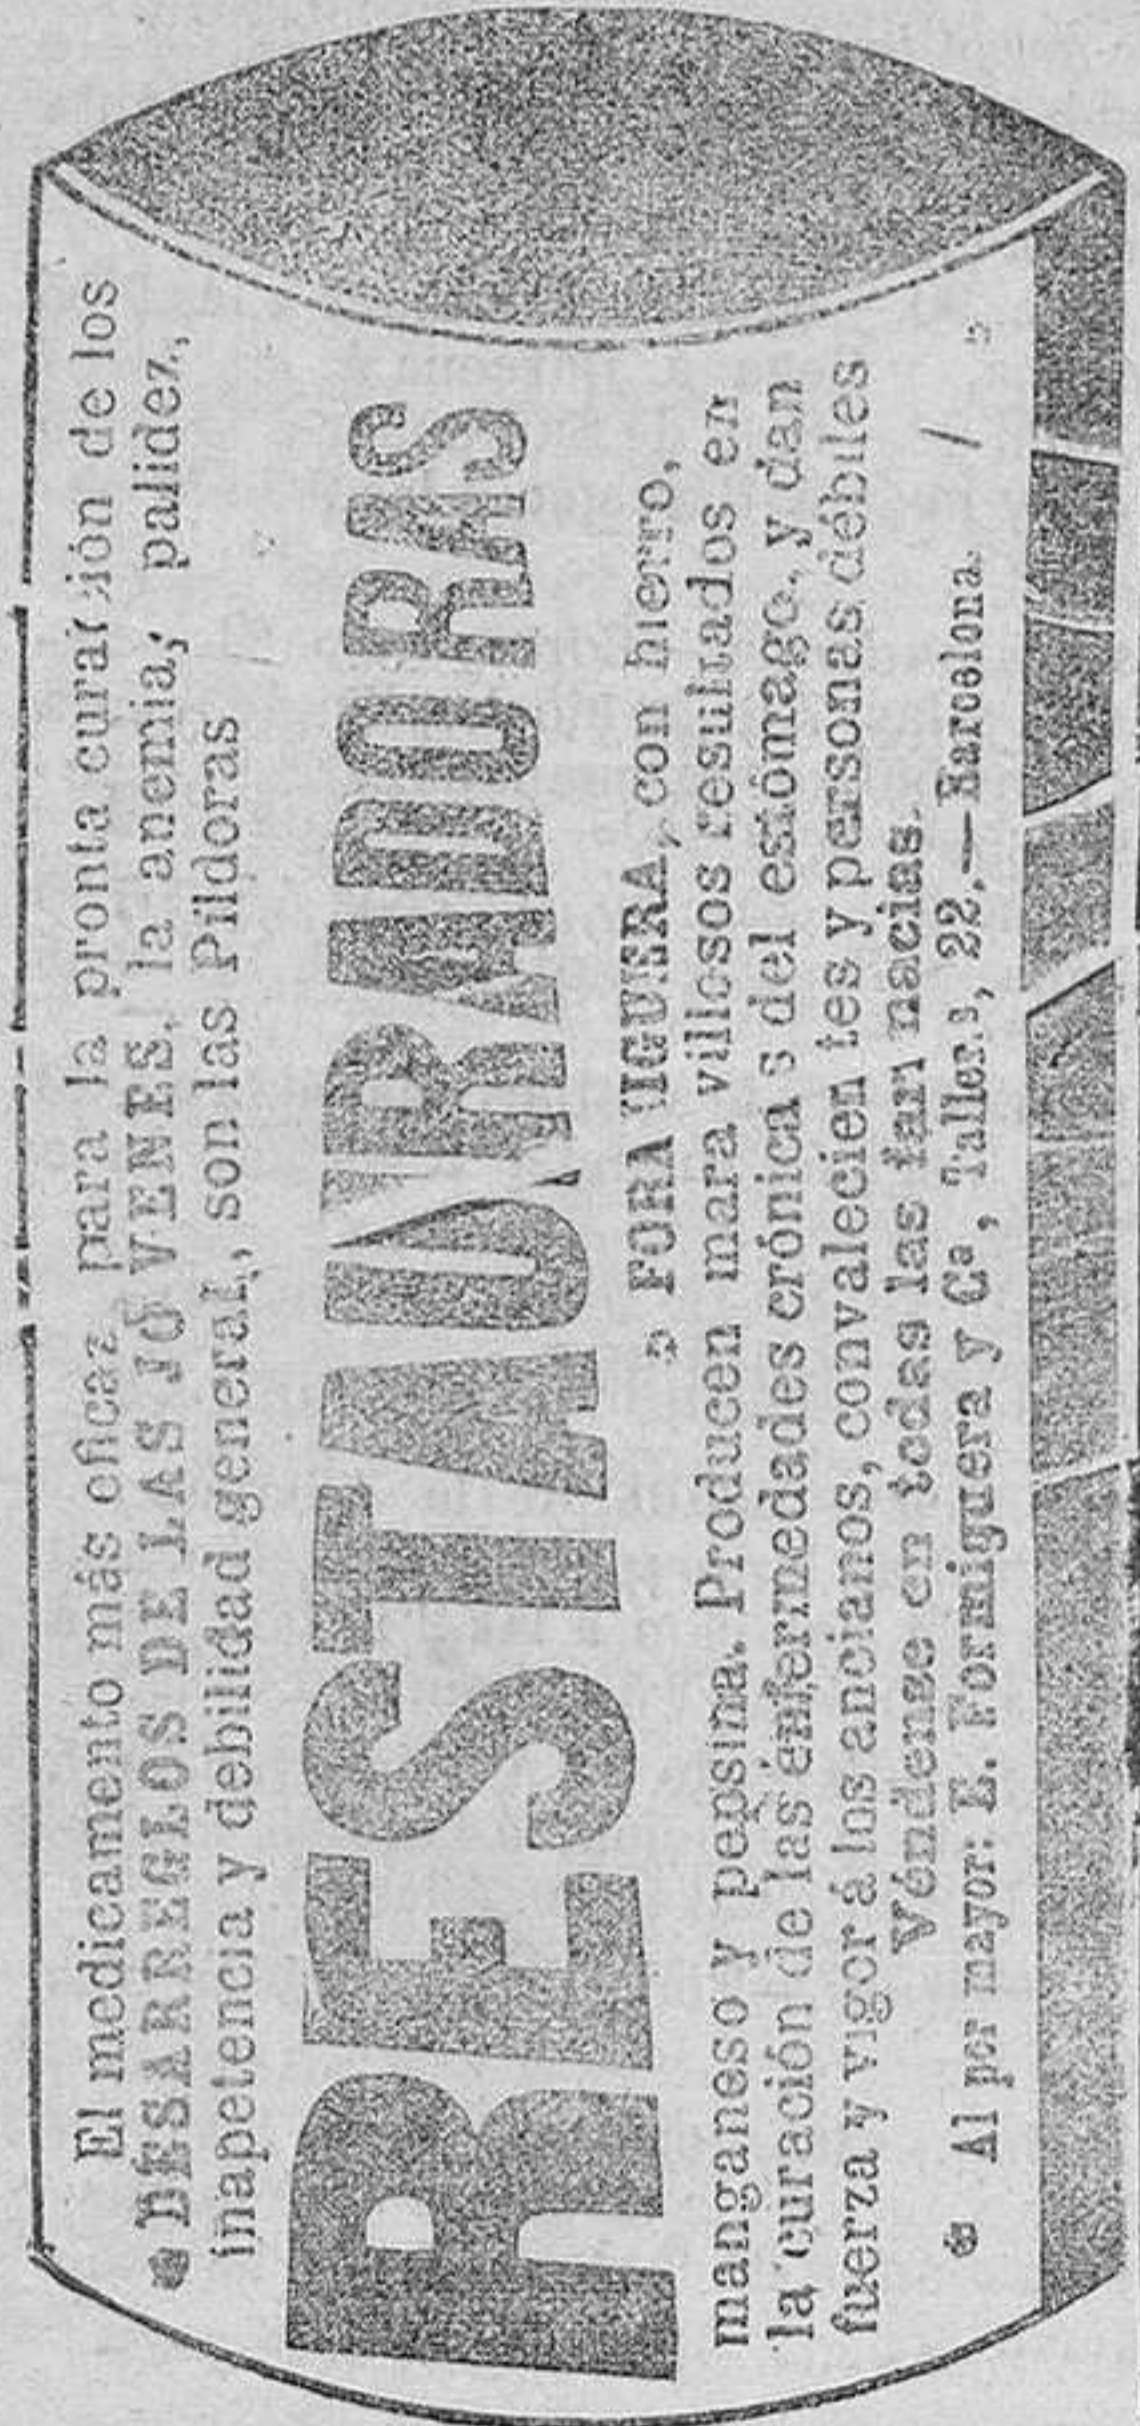 El medicamento más eficaz para la pronta curación de los
DESARREGLOS DE LAS JÓVENES, la anemia, palidez,
inapetencia y debilidad general, son las Píldoras
RESTAURADORAS
FORMIGUERA, con hierro,
manganeso y pepsina. Producen maravillosos resultados en
la curación de las enfermedades crónicas del estómago, y dan
fuerza y vigor á los ancianos, convalecientes y personas débiles
Véndense en todas las farmacias.
Al por mayor: E. Formiguera y Cª, Tallers, 22.—Barcelona.